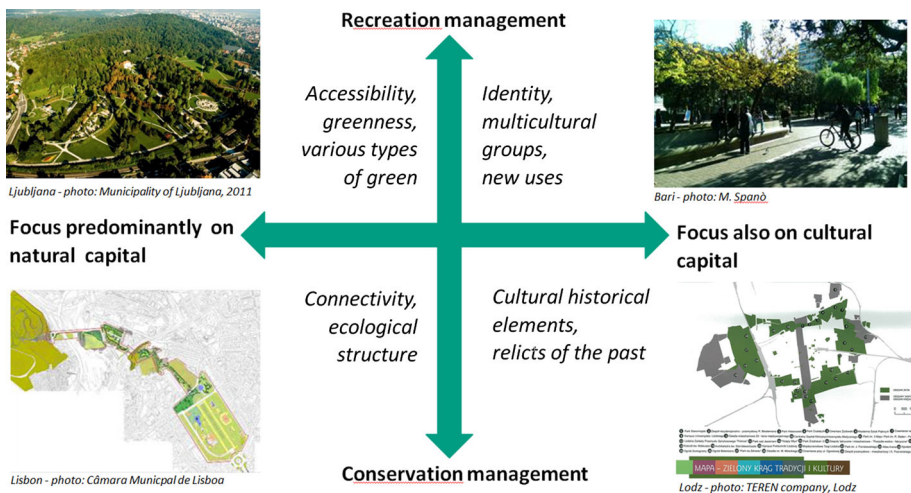 Recreation management
Accessibility,
greenness,
various types
of green
Identity,
multicultural
groups,
new uses
Ljubljana - photo: Municipality of Ljubljana, 2011
Bari - photo: M. Spanò
Focus predominantly on
natural capital
Focus also on cultural
capital
Connectivity,
ecological
structure
Cultural historical
elements,
relicts of the past
MAPA – ZIELONY KRĄG TRADYCJI I KULTURY
Conservation management
Lisbon - photo: Câmara Municpal de Lisboa
Lodz - photo: TEREN company, Lodz